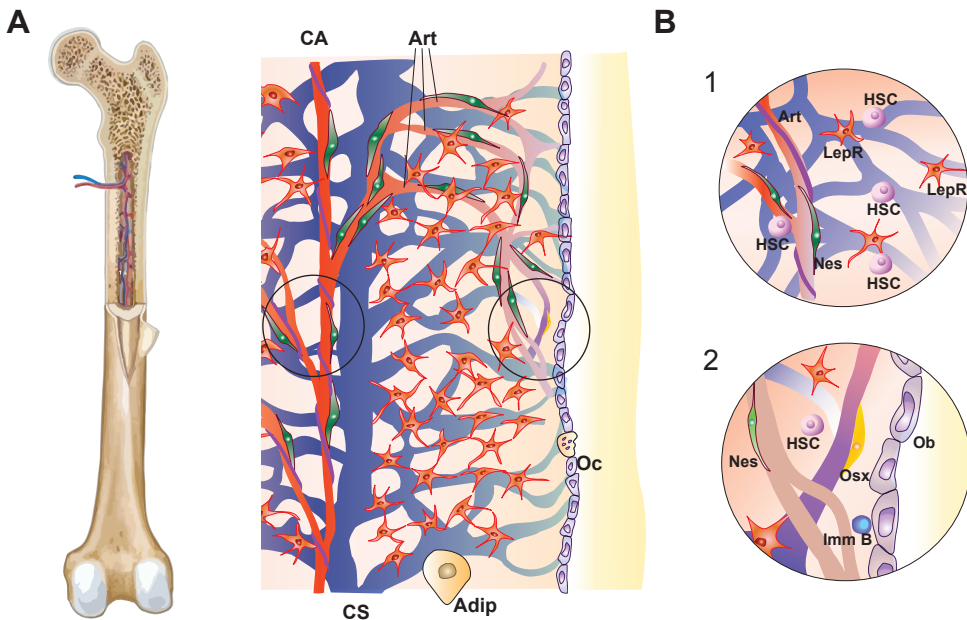 A
CA
Art
CS
Adip
Oc
B
1
Art
HSC
LepR
LepR
HSC
HSC
Nes
HSC
2
HSC
Nes
Osx
Ob
Imm B